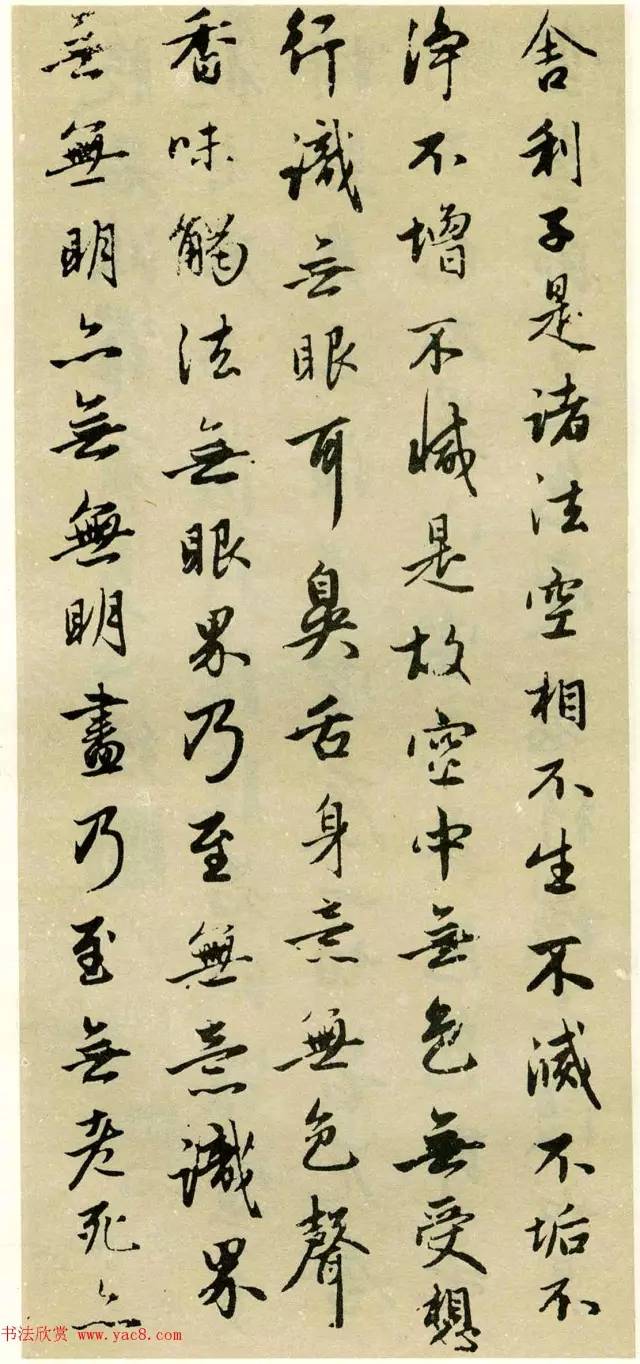 舍利子是諸法空相不生不滅不垢不
淨不增不減是故空中無色無受想
行識無眼耳鼻舌身意無色聲
香味觸法無眼界乃至無意識界
無無明亦無無明盡乃至無老死亦
书法欣赏 www.yac8.com